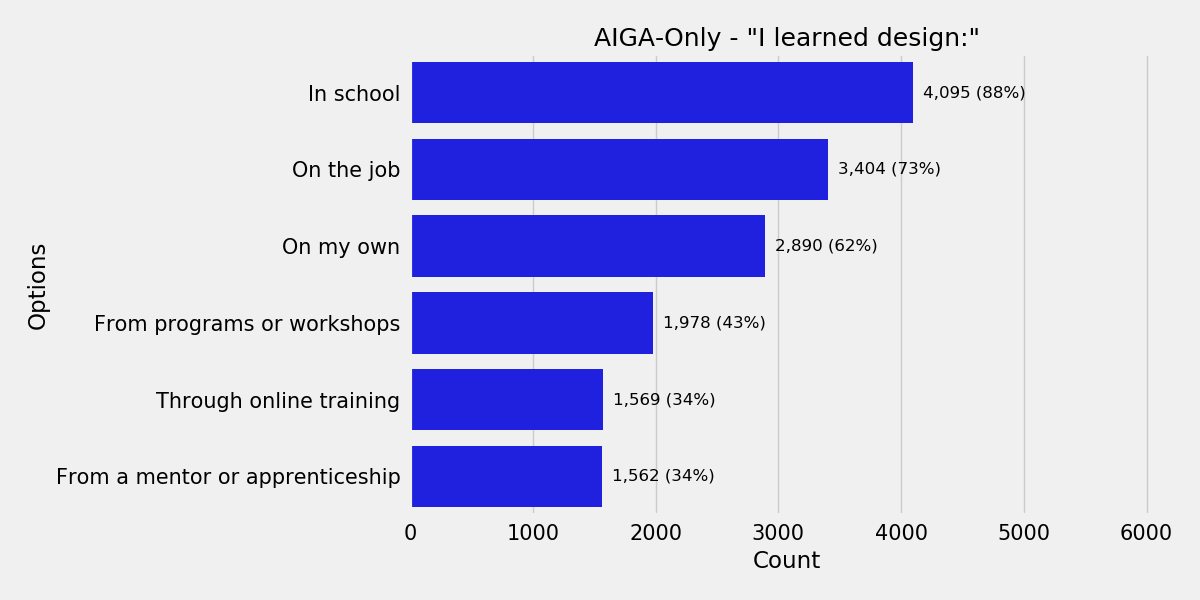 AIGA-Only - "I learned design:"
In school
4,095 (88%)
On the job
3,404 (73%)
On my own
2,890 (62%)
From programs or workshops
1,978 (43%)
Through online training
1,569 (34%)
From a mentor or apprenticeship
1,562 (34%)
Options
0 1000 2000 3000 4000 5000 6000
Count